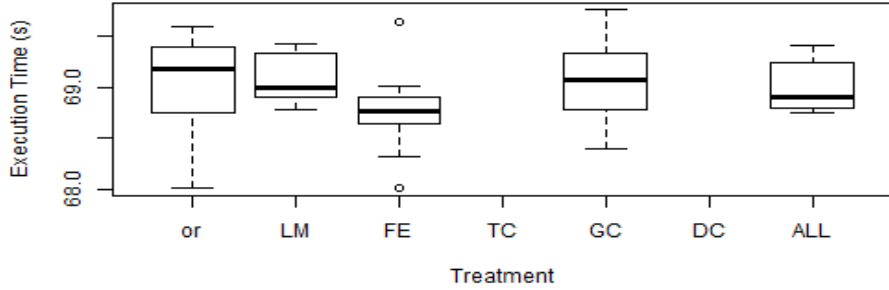 Execution Time (s)
69.0
68.0
or LM FE TC GC DC ALL
Treatment